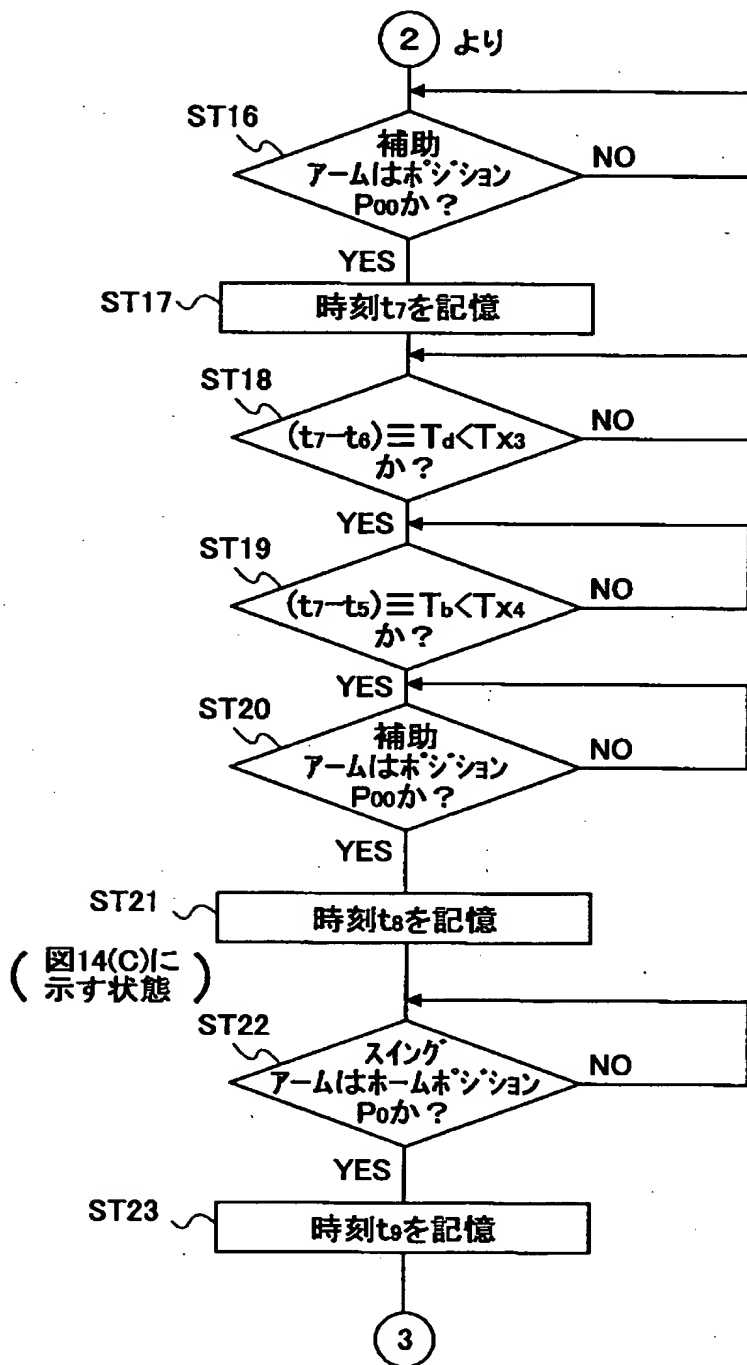 2 より
ST16
補助
アームはポジション
P00か？
NO
YES
ST17
時刻t7を記憶
ST18
(t7-t6)≡Td<Tx3
か？
NO
YES
ST19
(t7-t5)≡Tb<Tx4
か？
NO
YES
ST20
補助
アームはポジション
P00か？
NO
YES
ST21
時刻t8を記憶
(図14(C)に
示す状態)
ST22
スイング
アームはホームポジション
P0か？
NO
YES
ST23
時刻t9を記憶
3